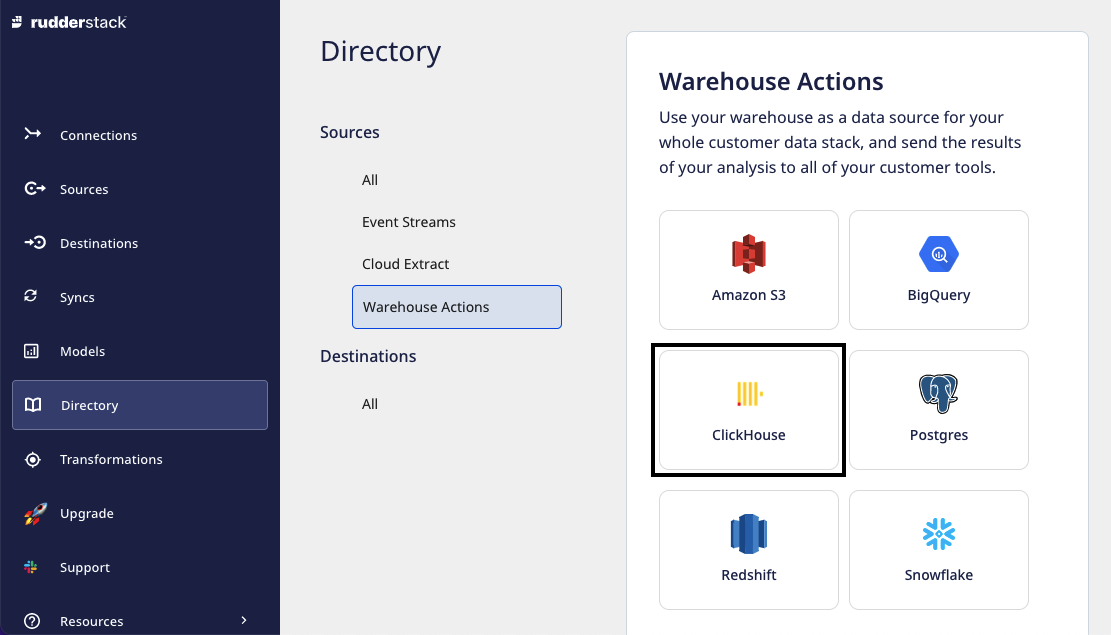 rudderstack
Connections
Sources
Destinations
Syncs
Models
Directory
Transformations
Upgrade
Support
Resources
Directory
Sources
All
Event Streams
Cloud Extract
Warehouse Actions
Destinations
All
Warehouse Actions
Use your warehouse as a data source for your
whole customer data stack, and send the results
of your analysis to all of your customer tools.
Amazon S3
BigQuery
ClickHouse
Postgres
Redshift
Snowflake